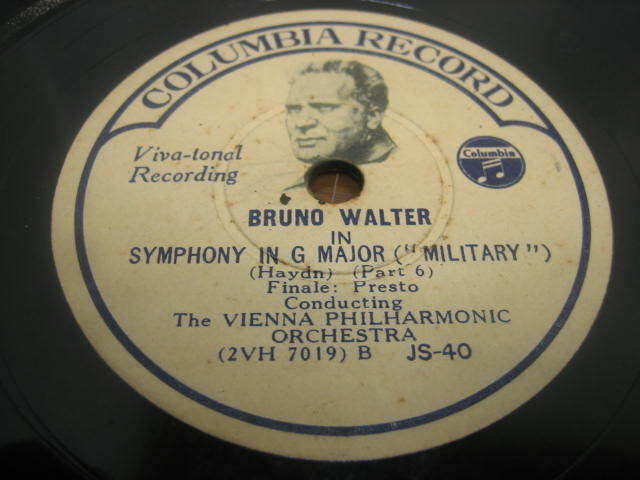 COLUMBIA RECORD
Viva-tonal
Recording
Columbia
BRUNO WALTER
IN
SYMPHONY IN G MAJOR ("MILITARY")
(Haydn) (Part 6)
Finale: Presto
Conducting
The VIENNA PHILHARMONIC
ORCHESTRA
(2VH 7019) B JS-40